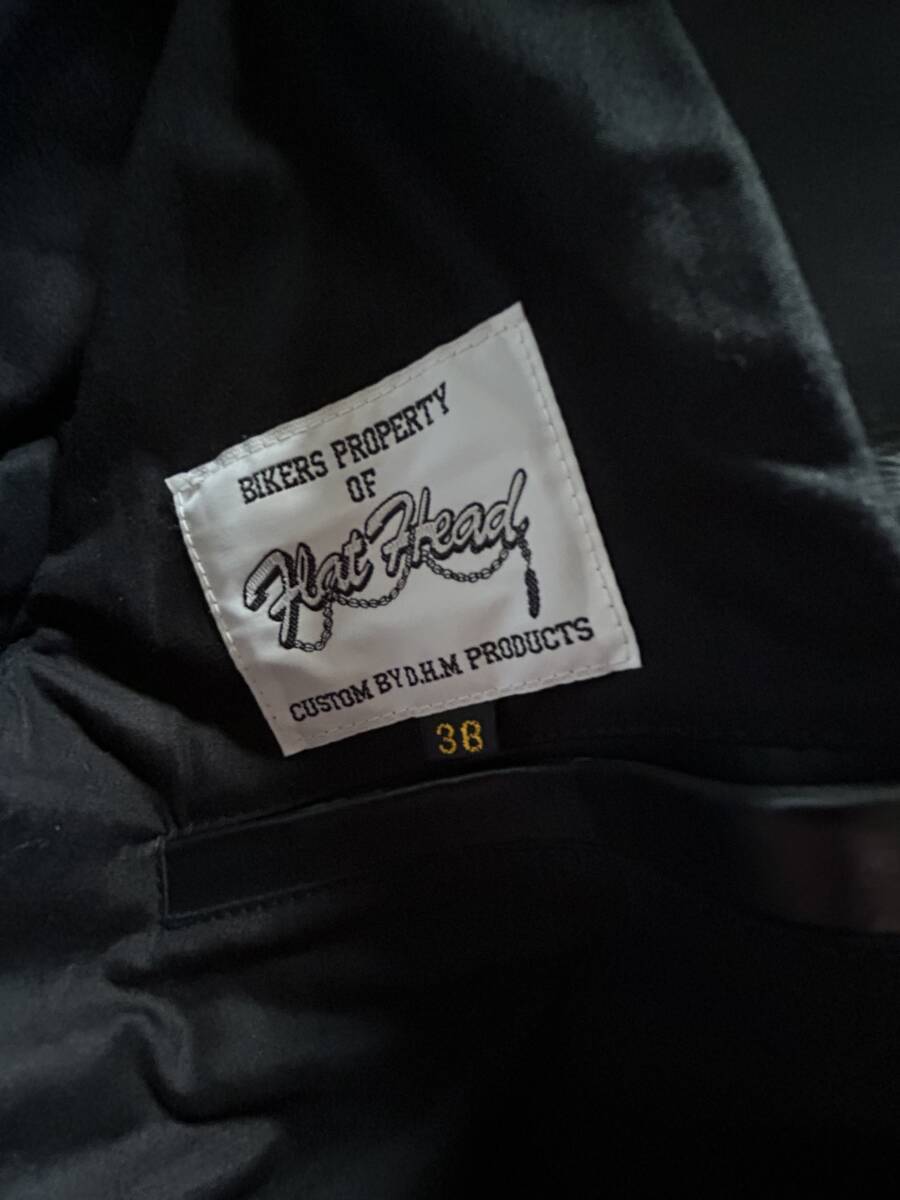 BIKERS PROPERTY
OF
Flat Head
CUSTOM BY D.H.M PRODUCTS
38